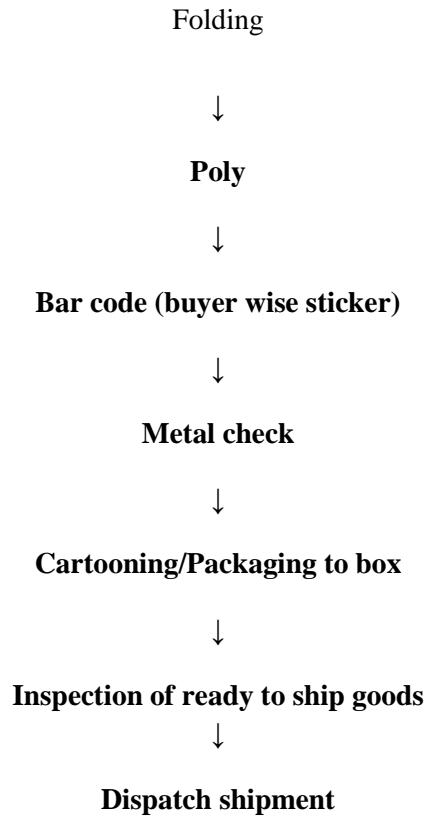 Folding
↓
Poly
↓
Bar code (buyer wise sticker)
↓
Metal check
↓
Cartooning/Packaging to box
↓
Inspection of ready to ship goods
↓
Dispatch shipment